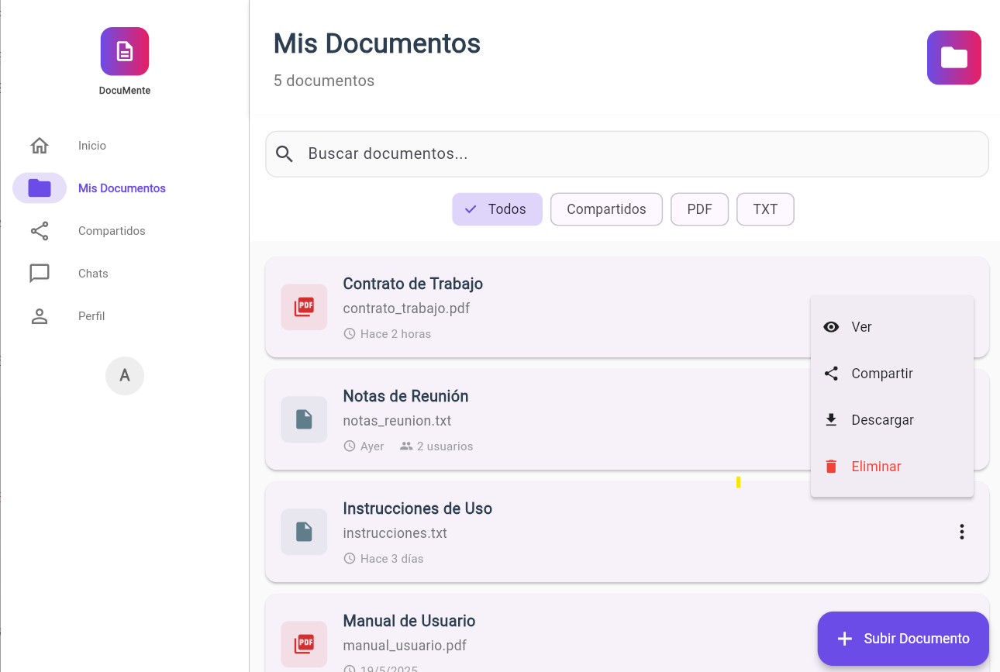 DocuMente
Inicio
Mis Documentos
Compartidos
Chats
Perfil
A
Mis Documentos
5 documentos
Buscar documentos...
Todos Compartidos PDF TXT
PDF
Contrato de Trabajo
contrato_trabajo.pdf
Hace 2 horas
Notas de Reunión
notas_reunion.txt
Ayer 2 usuarios
Instrucciones de Uso
instrucciones.txt
Hace 3 días
PDF
Manual de Usuario
manual_usuario.pdf
19/5/2025
Ver
Compartir
Descargar
Eliminar
Subir Documento